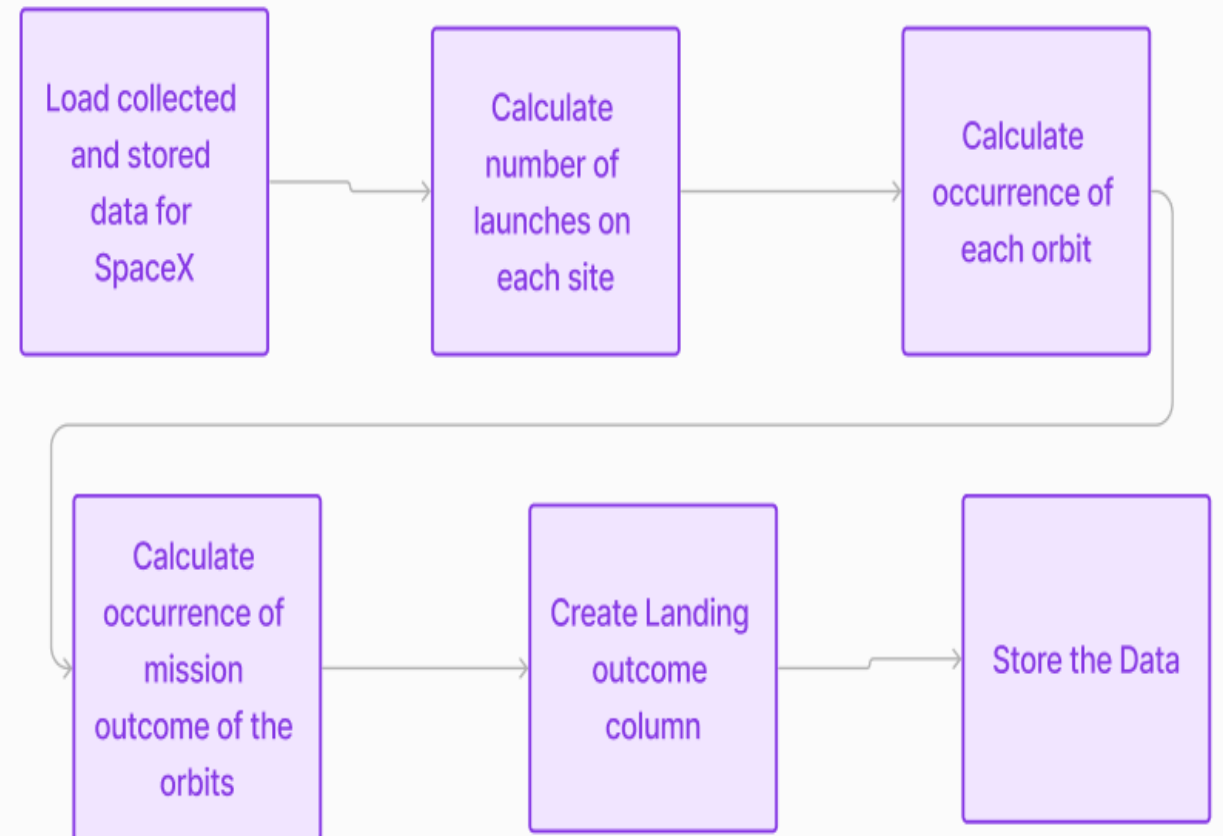 Load collected
and stored
data for
SpaceX
Calculate
number of
launches on
each site
Calculate
occurrence of
each orbit
Calculate
occurrence of
mission
outcome of the
orbits
Create Landing
outcome
column
Store the Data